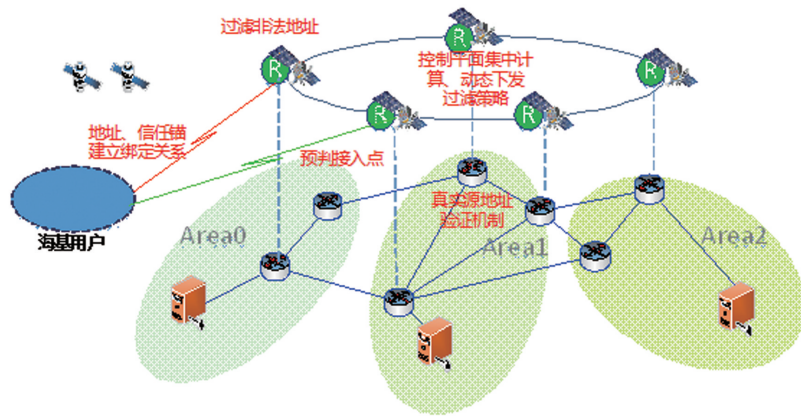 过滤非法地址
R
R
R
控制平面集中计
算、动态下发
过滤策略
R
R
地址、信任锚
建立绑定关系
预判接入点
海基用户
真实源地址
验证机制
Area0
Area1
Area2